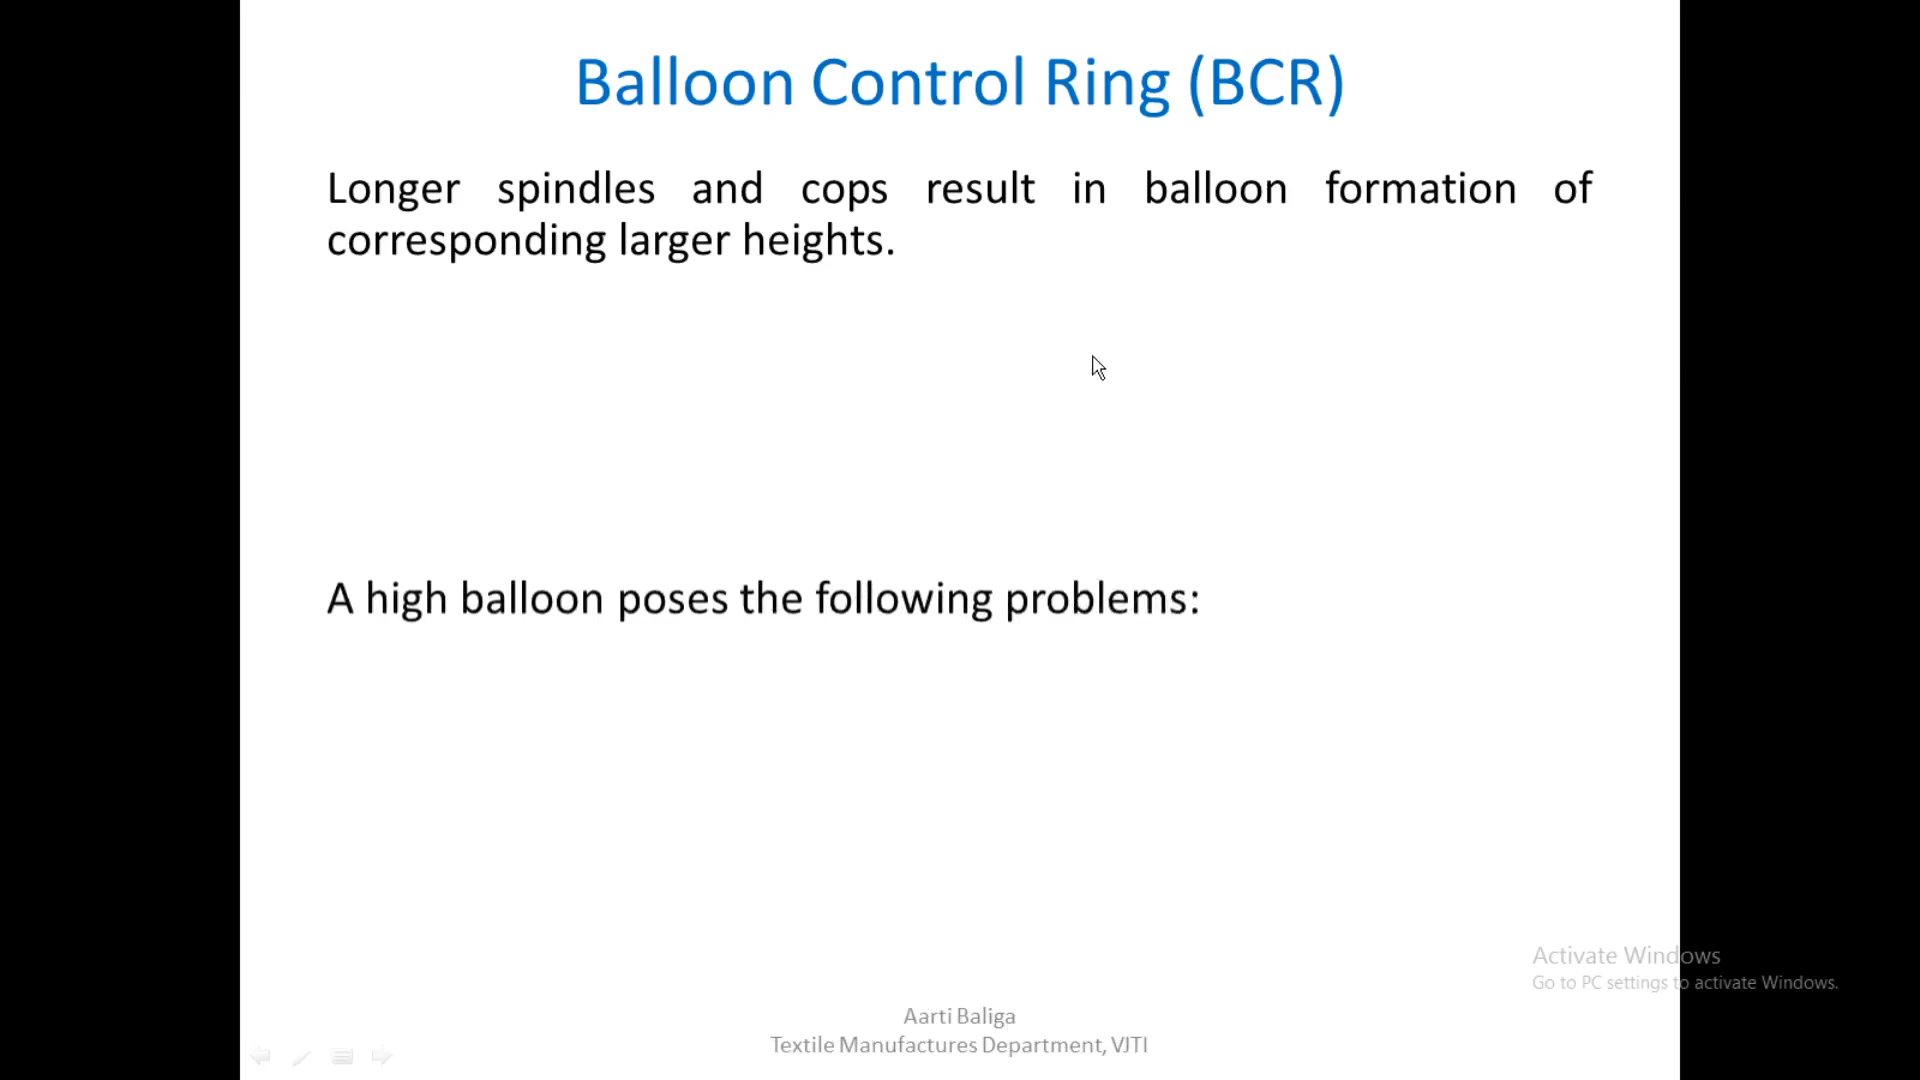 Balloon Control Ring (BCR)
Longer spindles and cops result in balloon formation of
corresponding larger heights.
A high balloon poses the following problems:
Activate Windows
Go to PC settings to activate Windows.
Aarti Baliga
Textile Manufactures Department, VJTI